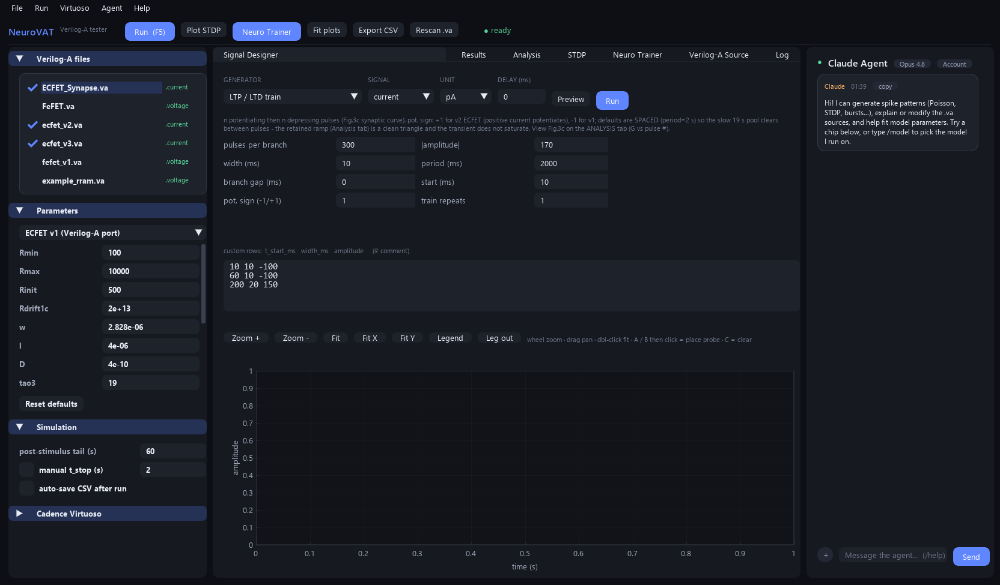 File Run Virtuoso Agent Help
NeuroVAT Verilog-A tester Run (F5) Plot STDP Neuro Trainer Fit plots Export CSV Rescan .va ● ready
Verilog-A files
ECFET_Synapse.va .current
FeFET.va .voltage
ecfet_v2.va .current
ecfet_v3.va .current
fefet_v1.va .voltage
example_rram.va .voltage
Parameters
ECFET v1 (Verilog-A port)
Rmin 100
Rmax 10000
Rinit 500
Rdrift1c 2e+13
w 2.828e-06
l 4e-06
D 4e-10
tao3 19
Reset defaults
Simulation
post-stimulus tail (s) 60
manual t_stop (s) 2
auto-save CSV after run
Cadence Virtuoso
Signal Designer Results Analysis STDP Neuro Trainer Verilog-A Source Log
GENERATOR SIGNAL UNIT DELAY (ms)
LTP / LTD train current pA 0 Preview Run
n potentiating then n depressing pulses (Fig.3c synaptic curve). pot. sign: +1 for v2 ECFET (positive current potentiates), -1 for v1; defaults are SPACED (period=2 s) so the slow 19 s pool clears
between pulses - the retained ramp (Analysis tab) is a clean triangle and the transient does not saturate. View Fig.3c on the ANALYSIS tab (G vs pulse #).
pulses per branch 300 |amplitude| 170
width (ms) 10 period (ms) 2000
branch gap (ms) 0 start (ms) 10
pot. sign (-1/+1) 1 train repeats 1
custom rows: t_start_ms width_ms amplitude (# comment)
10 10 -100
60 10 -100
200 20 150
Zoom + Zoom - Fit Fit X Fit Y Legend Leg out wheel zoom · drag pan · dbl-click fit · A / B then click = place probe · C = clear
amplitude
1
0.9
0.8
0.7
0.6
0.5
0.4
0.3
0.2
0.1
0
0 0.1 0.2 0.3 0.4 0.5 0.6 0.7 0.8 0.9 1
time (s)
Claude Agent Opus 4.8 Account
Claude 01:39 copy
Hi! I can generate spike patterns (Poisson,
STDP, bursts...), explain or modify the .va
sources, and help fit model parameters. Try a
chip below, or type /model to pick the model
I run on.
+ Message the agent... (/help) Send